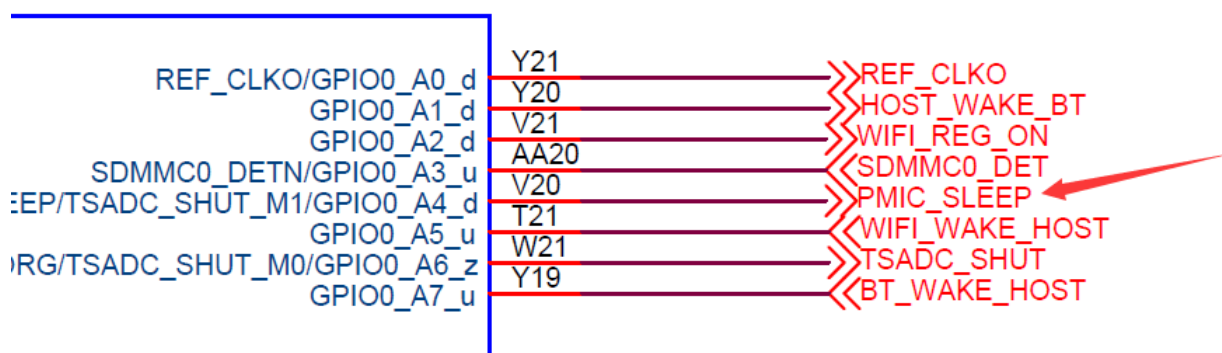 REF_CLKO/GPIO0_A0_d Y21 REF_CLKO
GPIO0_A1_d Y20 HOST_WAKE_BT
GPIO0_A2_d V21 WIFI_REG_ON
SDMMC0_DETN/GPIO0_A3_u AA20 SDMMC0_DET
EEP/TSADC_SHUT_M1/GPIO0_A4_d V20 PMIC_SLEEP
GPIO0_A5_u T21 WIFI_WAKE_HOST
RG/TSADC_SHUT_M0/GPIO0_A6_z W21 TSADC_SHUT
GPIO0_A7_u Y19 BT_WAKE_HOST